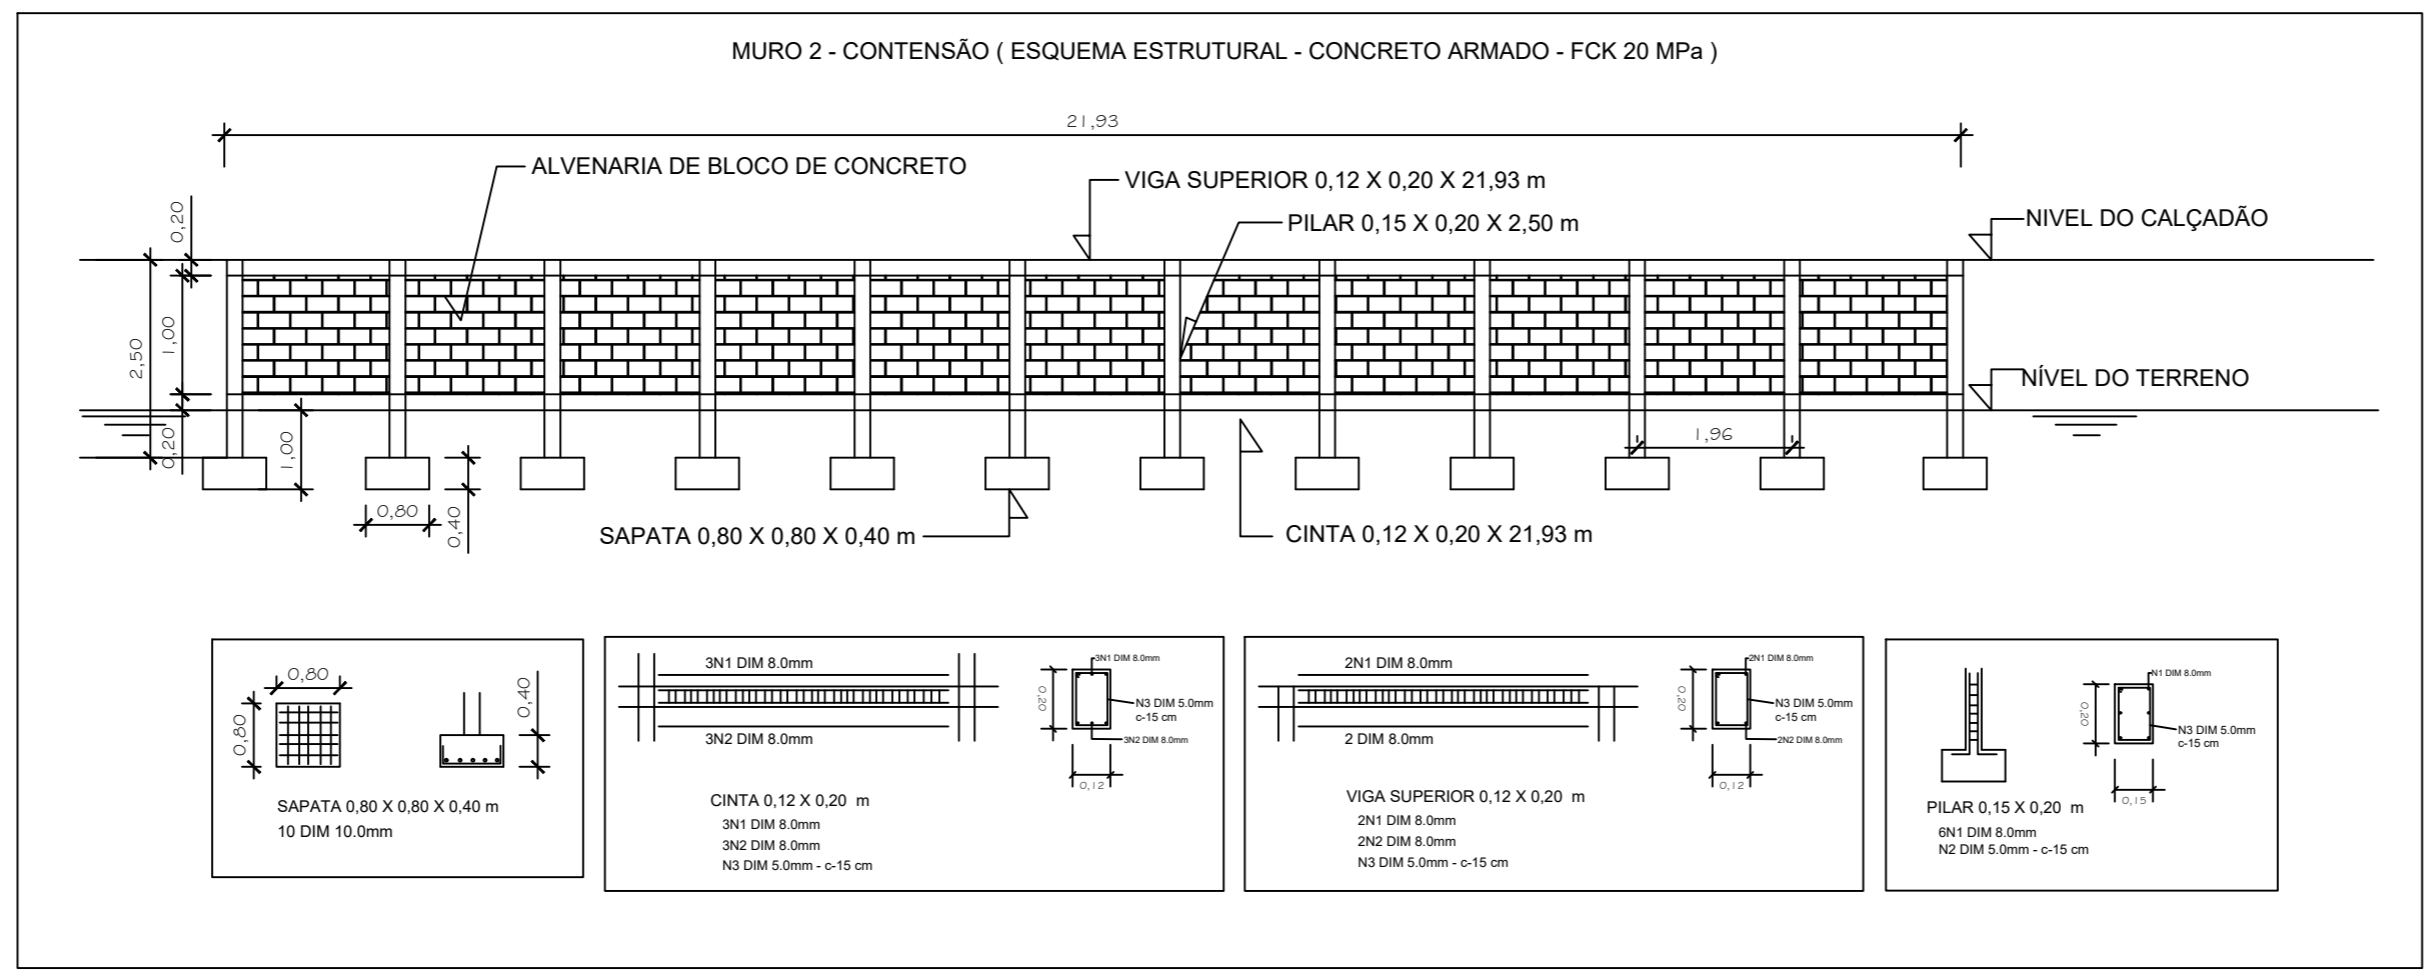 MURO 2 - CONTENSÃO ( ESQUEMA ESTRUTURAL - CONCRETO ARMADO - FCK 20 MPa )
21,93
ALVENARIA DE BLOCO DE CONCRETO
VIGA SUPERIOR 0,12 X 0,20 X 21,93 m
PILAR 0,15 X 0,20 X 2,50 m
NIVEL DO CALÇADÃO
0,20
1,00
2,50
0,20
1,00
NÍVEL DO TERRENO
1,96
0,80
0,40
SAPATA 0,80 X 0,80 X 0,40 m
CINTA 0,12 X 0,20 X 21,93 m
0,80
0,80
0,40
SAPATA 0,80 X 0,80 X 0,40 m
10 DIM 10.0mm
3N1 DIM 8.0mm
3N2 DIM 8.0mm
3N1 DIM 8.0mm
0,20
N3 DIM 5.0mm
c-15 cm
3N2 DIM 8.0mm
0,12
CINTA 0,12 X 0,20 m
3N1 DIM 8.0mm
3N2 DIM 8.0mm
N3 DIM 5.0mm - c-15 cm
2N1 DIM 8.0mm
2 DIM 8.0mm
2N1 DIM 8.0mm
0,20
N3 DIM 5.0mm
c-15 cm
2N2 DIM 8.0mm
0,12
VIGA SUPERIOR 0,12 X 0,20 m
2N1 DIM 8.0mm
2N2 DIM 8.0mm
N3 DIM 5.0mm - c-15 cm
N1 DIM 8.0mm
0,20
N3 DIM 5.0mm
c-15 cm
0,15
PILAR 0,15 X 0,20 m
6N1 DIM 8.0mm
N2 DIM 5.0mm - c-15 cm